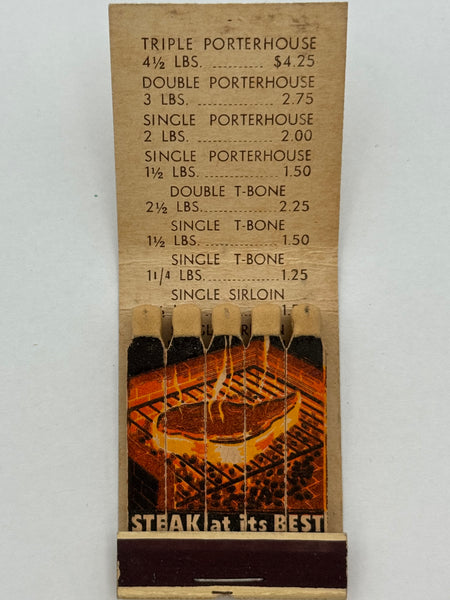 TRIPLE PORTERHOUSE
4½ LBS. ............ $4.25
DOUBLE PORTERHOUSE
3 LBS. ............ 2.75
SINGLE PORTERHOUSE
2 LBS. ............ 2.00
SINGLE PORTERHOUSE
1½ LBS. ............ 1.50
DOUBLE T-BONE
2½ LBS. ............ 2.25
SINGLE T-BONE
1½ LBS. ............ 1.50
SINGLE T-BONE
11/4 LBS. ............ 1.25
SINGLE SIRLOIN
STEAK at its BEST